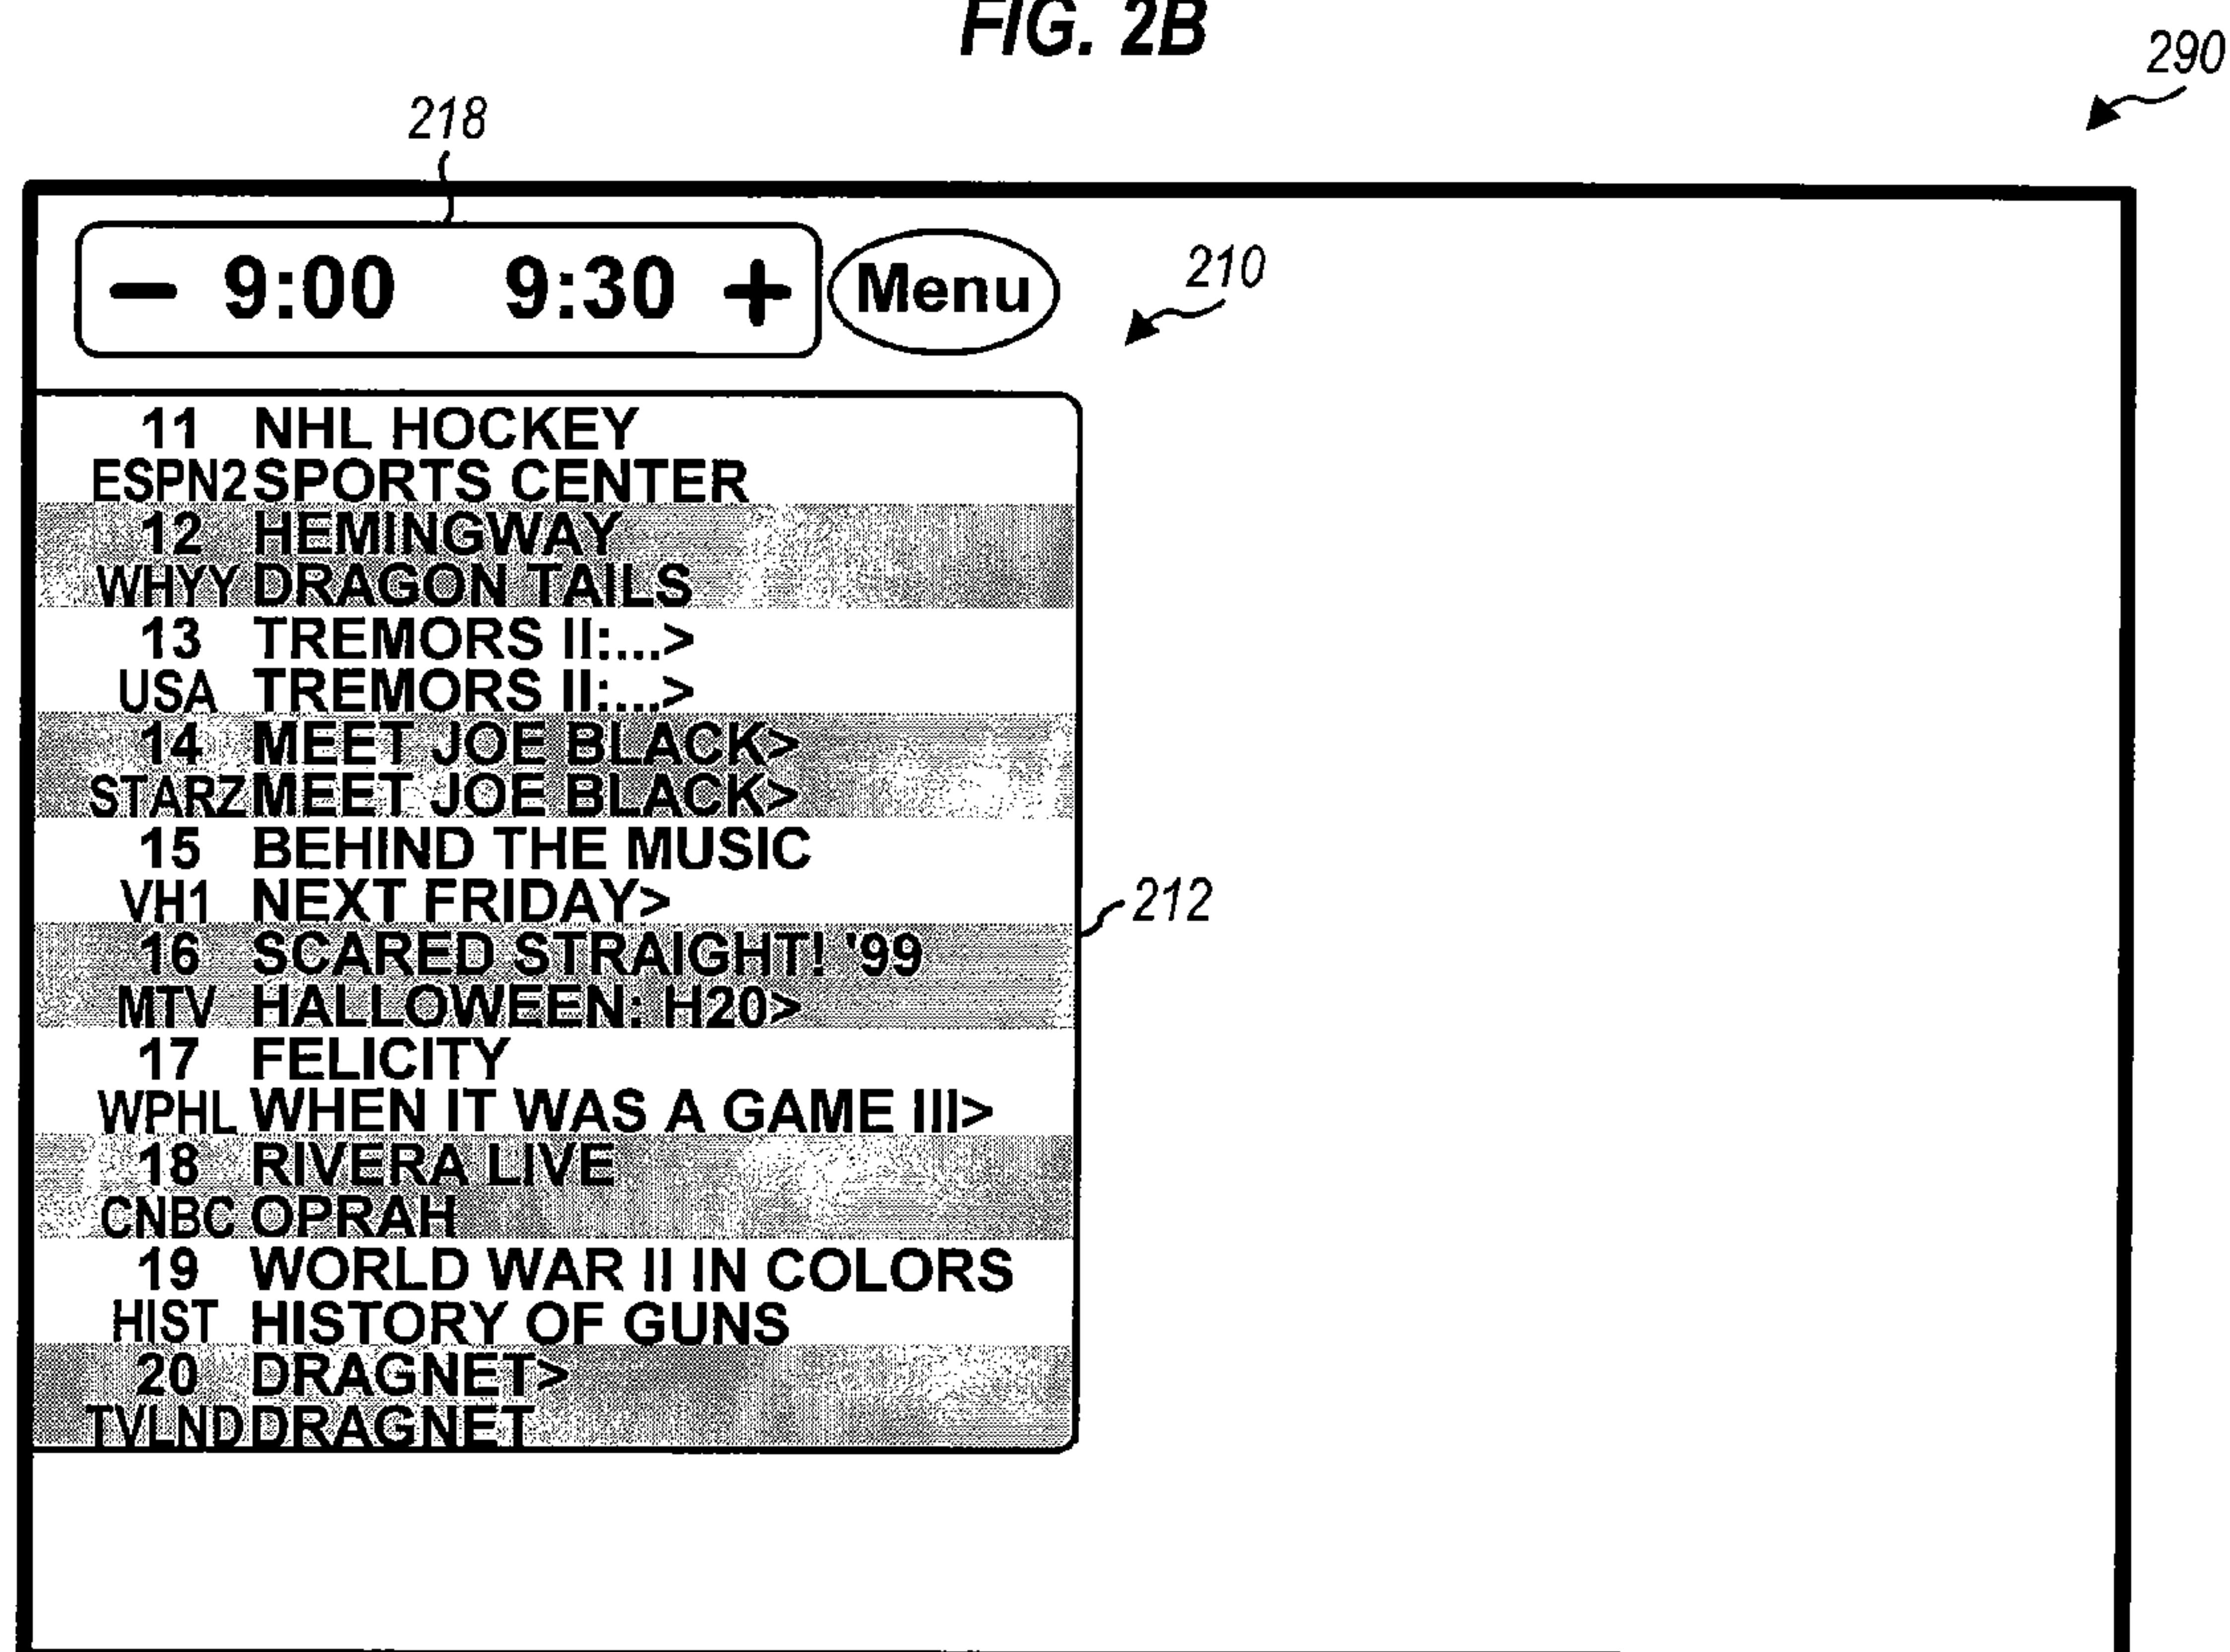 FIG. 2B
290
218
− 9:00 9:30 + Menu
210
11 NHL HOCKEY
ESPN2 SPORTS CENTER
12 HEMINGWAY
WHYY DRAGON TAILS
13 TREMORS II:...>
USA TREMORS II:...>
14 MEET JOE BLACK>
STARZ MEET JOE BLACK>
15 BEHIND THE MUSIC
VH1 NEXT FRIDAY>
212
16 SCARED STRAIGHT! '99
MTV HALLOWEEN: H20>
17 FELICITY
WPHL WHEN IT WAS A GAME III>
18 RIVERA LIVE
CNBC OPRAH
19 WORLD WAR II IN COLORS
HIST HISTORY OF GUNS
20 DRAGNET>
TVLND DRAGNET